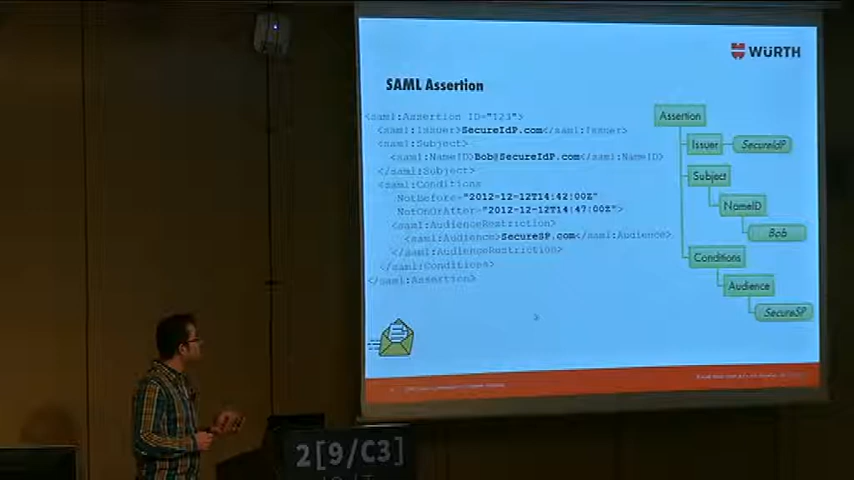 WÜRTH
SAML Assertion
<saml:Assertion ID="123">
<saml:Issuer>SecureIdP.com</saml:Issuer>
<saml:Subject>
<saml:NameID>Bob@SecureIdP.com</saml:NameID>
</saml:Subject>
<saml:Conditions
NotBefore="2012-12-12T14:42:00Z"
NotOnOrAfter="2012-12-12T14:47:00Z">
<saml:AudienceRestriction>
<saml:Audience>SecureSP.com</saml:Audience>
</saml:AudienceRestriction>
</saml:Conditions>
</saml:Assertion>
Assertion
Issuer
SecureIdP
Subject
NameID
Bob
Conditions
Audience
SecureSP
2[9/C3]